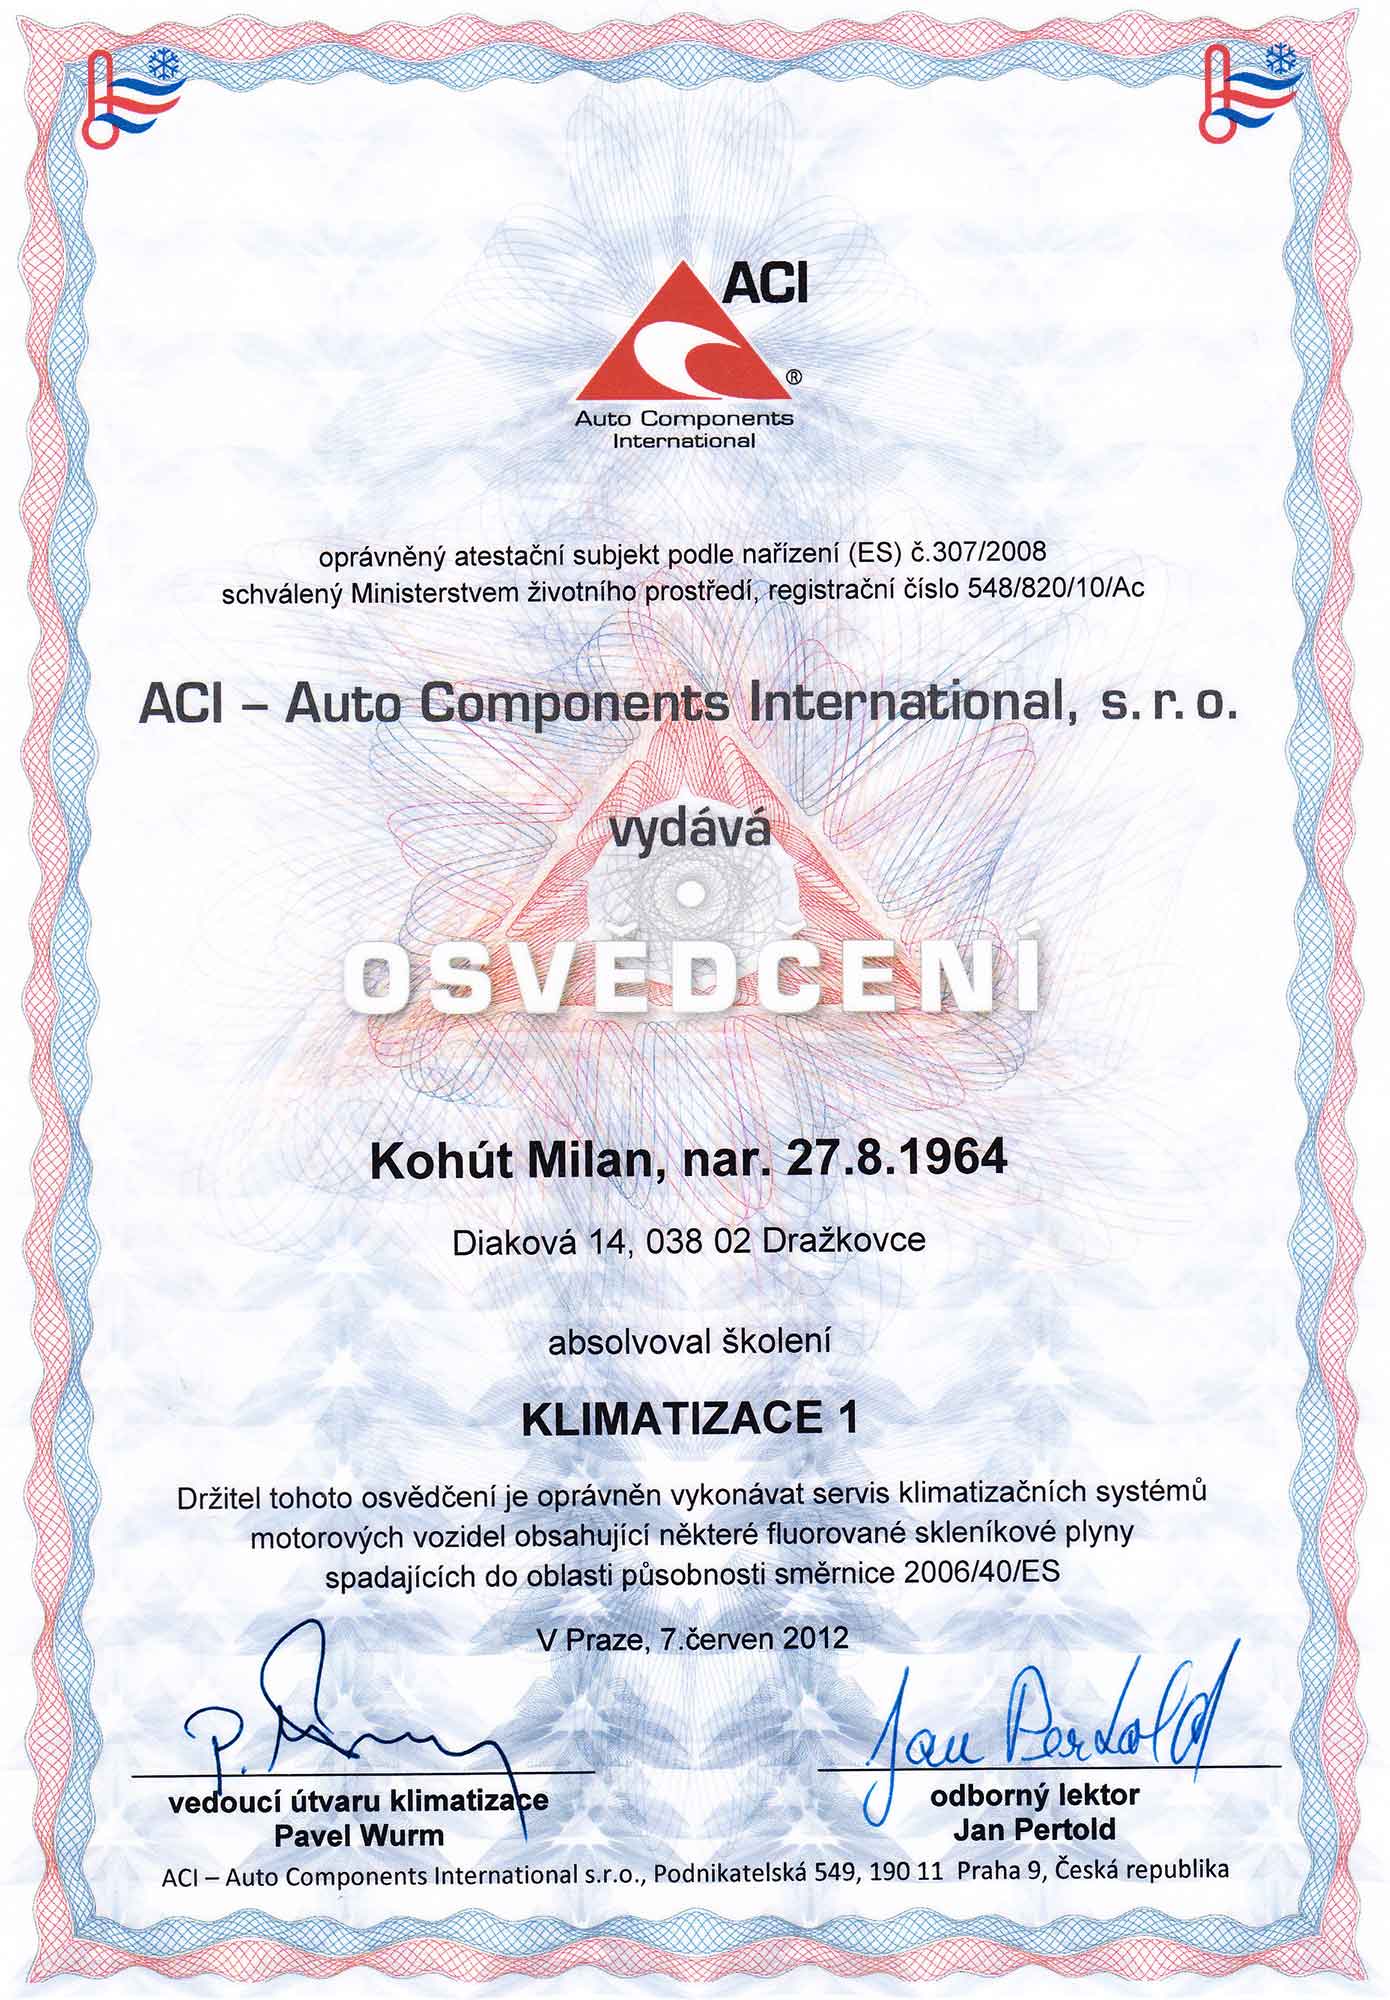 ACI
®
Auto Components
International
oprávněný atestační subjekt podle nařízení (ES) č.307/2008
schválený Ministerstvem životního prostředí, registrační číslo 548/820/10/Ac
ACI – Auto Components International, s. r. o.
vydává
OSVĚDČENÍ
Kohút Milan, nar. 27.8.1964
Diaková 14, 038 02 Dražkovce
absolvoval školení
KLIMATIZACE 1
Držitel tohoto osvědčení je oprávněn vykonávat servis klimatizačních systémů
motorových vozidel obsahující některé fluorované skleníkové plyny
spadajících do oblasti působnosti směrnice 2006/40/ES
V Praze, 7.červen 2012
P. Wurm
Jan Pertold
vedoucí útvaru klimatizace
Pavel Wurm
odborný lektor
Jan Pertold
ACI – Auto Components International s.r.o., Podnikatelská 549, 190 11 Praha 9, Česká republika